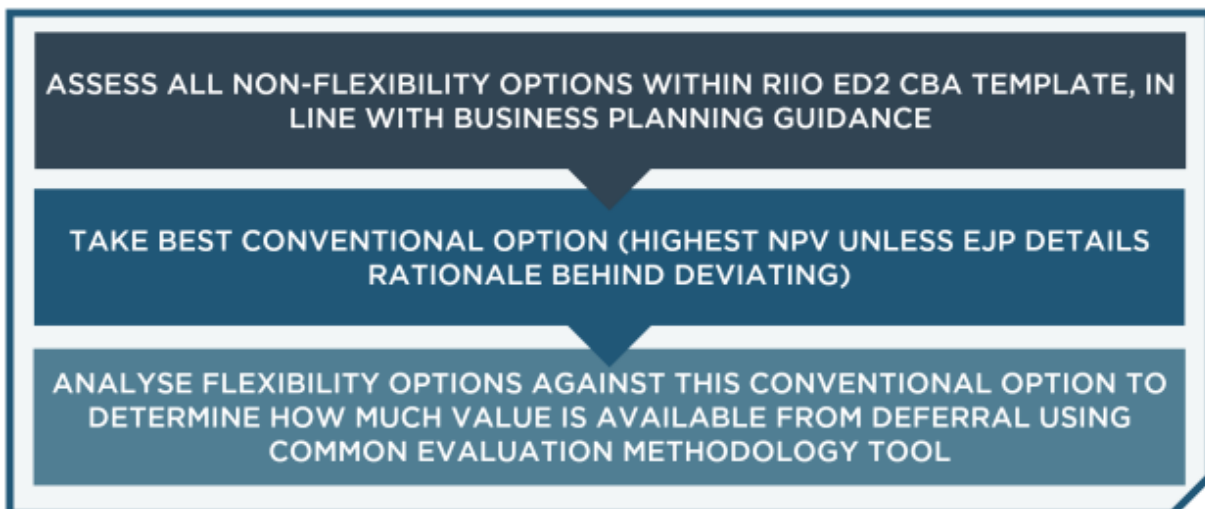 ASSESS ALL NON-FLEXIBILITY OPTIONS WITHIN RIIO ED2 CBA TEMPLATE, IN
LINE WITH BUSINESS PLANNING GUIDANCE
TAKE BEST CONVENTIONAL OPTION (HIGHEST NPV UNLESS EJP DETAILS
RATIONALE BEHIND DEVIATING)
ANALYSE FLEXIBILITY OPTIONS AGAINST THIS CONVENTIONAL OPTION TO
DETERMINE HOW MUCH VALUE IS AVAILABLE FROM DEFERRAL USING
COMMON EVALUATION METHODOLOGY TOOL